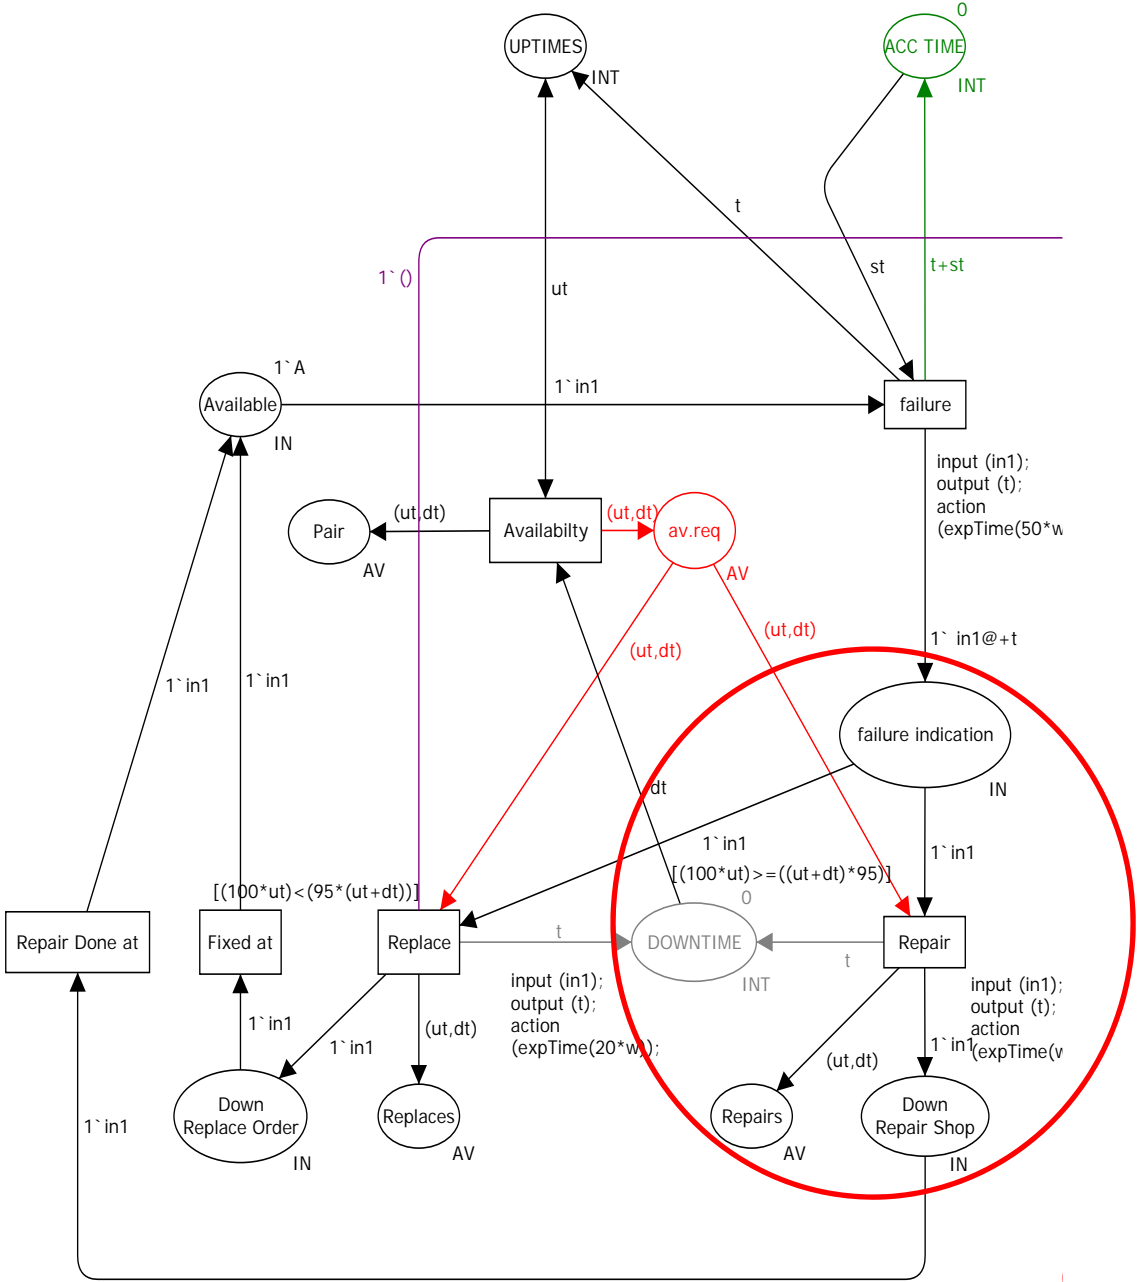 0
UPTIMES
ACC TIME
INT
INT
t
st
t+st
1`()
ut
1`A
1`in1
Available
failure
IN
input (in1);
output (t);
action
(expTime(50*w
(ut,dt)
(ut,dt)
Pair
Availabilty
av.req
AV
AV
(ut,dt)
(ut,dt)
1` in1@+t
1`in1
1`in1
failure indication
IN
dt
1`in1
1`in1
[(100*ut)>=((ut+dt)*95)]
[(100*ut)<(95*(ut+dt))]
0
Repair Done at
Fixed at
Replace
t
DOWNTIME
t
Repair
INT
input (in1);
output (t);
action
(expTime(20*w));
input (in1);
output (t);
action
(expTime(w
1`in1
1`in1
(ut,dt)
1`in1
(ut,dt)
Down
Replace Order
Replaces
Repairs
Down
Repair Shop
1`in1
IN
AV
AV
IN